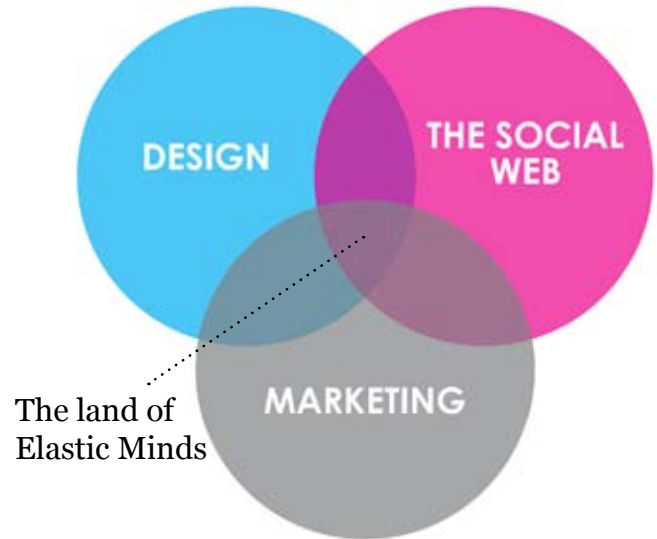 DESIGN
THE SOCIAL
WEB
MARKETING
The land of
Elastic Minds